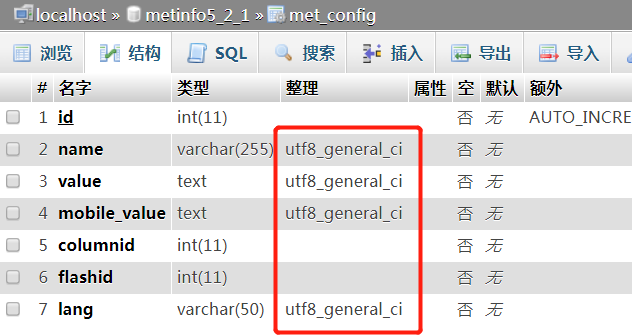 localhost » metinfo5_2_1 » met_config
浏览 结构 SQL 搜索 插入 导出 导入
# 名字 类型 整理 属性 空 默认 额外
1 id int(11) 否 无 AUTO_INCRE
2 name varchar(255) utf8_general_ci 否 无
3 value text utf8_general_ci 否 无
4 mobile_value text utf8_general_ci 否 无
5 columnid int(11) 否 无
6 flashid int(11) 否 无
7 lang varchar(50) utf8_general_ci 否 无